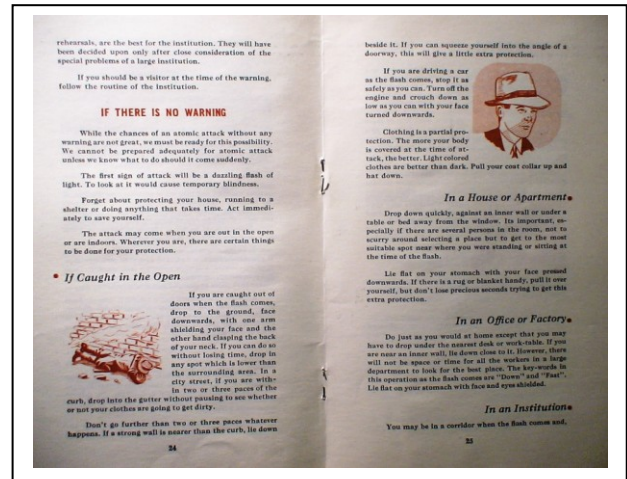 rehearsals, are the best for the institution. They will have
been decided upon only after close consideration of the
special problems of a large institution.
If you should be a visitor at the time of the warning,
follow the routine of the institution.
IF THERE IS NO WARNING
While the chances of an atomic attack without any
warning are not great, we must be ready for this possibility.
We cannot be prepared adequately for atomic attack
unless we know what to do should it come suddenly.
The first sign of attack will be a dazzling flash of
light. To look at it would cause temporary blindness.
Forget about protecting your house, running to a
shelter or doing anything that takes time. Act immedi-
ately to save yourself.
The attack may come when you are out in the open
or are indoors. Wherever you are, there are certain things
to be done for your protection.
• If Caught in the Open
If you are caught out of
doors when the flash comes,
drop to the ground, face
downwards, with one arm
shielding your face and the
other hand clasping the back
of your neck. If you can do so
without losing time, drop in
any spot which is lower than
the surrounding area. In a
city street, if you are with-
in two or three paces of the
curb, drop into the gutter without pausing to see whether
or not your clothes are going to get dirty.
Don't go further than two or three paces whatever
happens. If a strong wall is nearer than the curb, lie down
24
beside it. If you can squeeze yourself into the angle of a
doorway, this will give a little extra protection.
If you are driving a car
as the flash comes, stop it as
safely as you can. Turn off the
engine and crouch down as
low as you can with your face
turned downwards.
Clothing is a partial pro-
tection. The more your body
is covered at the time of at-
tack, the better. Light colored
clothes are better than dark. Pull your coat collar up and
hat down.
In a House or Apartment •
Drop down quickly, against an inner wall or under a
table or bed away from the window. Its important, es-
pecially if there are several persons in the room, not to
scurry around selecting a place but to get to the most
suitable spot near where you were standing or sitting at
the time of the flash.
Lie flat on your stomach with your face pressed
downwards. If there is a rug or blanket handy, pull it over
yourself, but don't lose precious seconds trying to get this
extra protection.
In an Office or Factory •
Do just as you would at home except that you may
have to drop under the nearest desk or work-table. If you
are near an inner wall, lie down close to it. However, there
will not be space or time for all the workers in a large
department to look for the best place. The key-words in
this operation as the flash comes are "Down" and "Fast".
Lie flat on your stomach with face and eyes shielded.
In an Institution •
You may be in a corridor when the flash comes and,
25